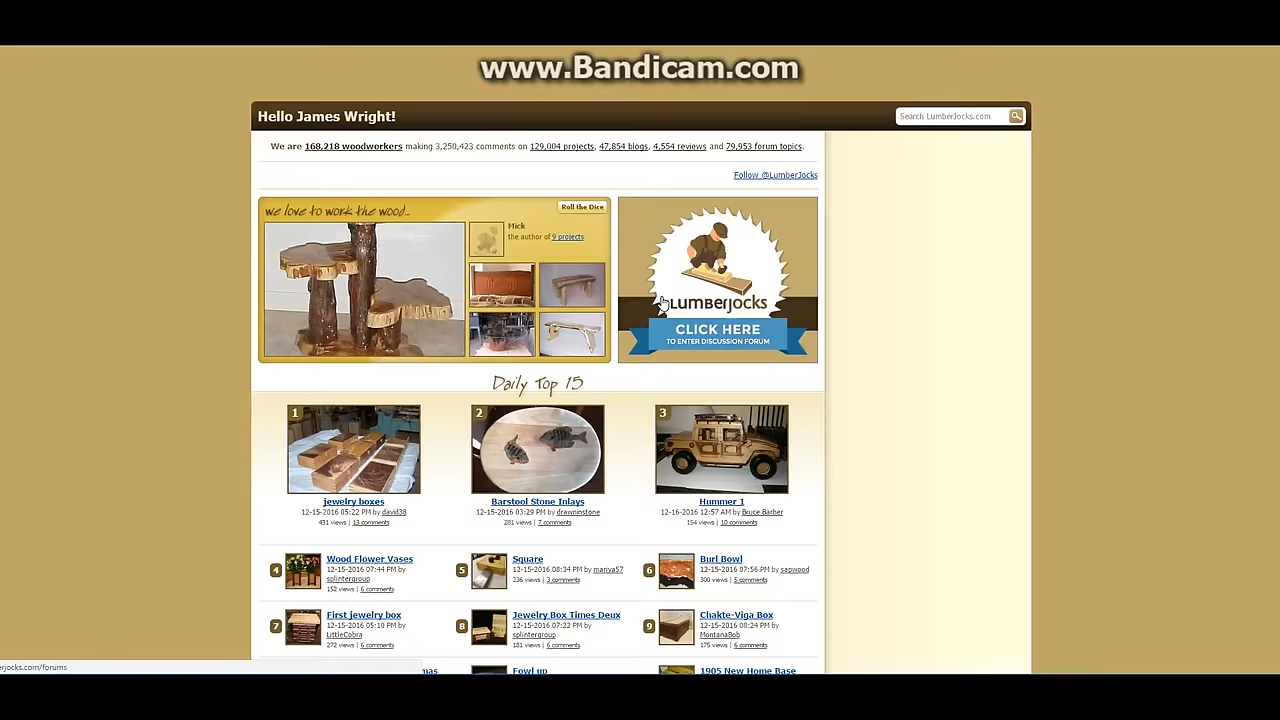 www.Bandicam.com
Hello James Wright!
Search LumberJocks.com
We are 168,218 woodworkers making 3,250,423 comments on 129,004 projects, 47,854 blogs, 4,554 reviews and 79,953 forum topics.
Follow @LumberJocks
we love to work the wood...
Roll the Dice
Mick
the author of 9 projects
LUMBERJOCKS
CLICK HERE
TO ENTER DISCUSSION FORUM
Daily Top 15
1
2
3
jewelry boxes
12-15-2016 05:22 PM by david38
431 views | 13 comments
Barstool Stone Inlays
12-15-2016 03:29 PM by drawninstone
281 views | 7 comments
Hummer 1
12-16-2016 12:57 AM by Bruce Barber
154 views | 10 comments
4
Wood Flower Vases
12-15-2016 07:44 PM by
splintergroup
152 views | 6 comments
5
Square
12-15-2016 08:34 PM by mariva57
236 views | 3 comments
6
Burl Bowl
12-15-2016 07:56 PM by sapwood
300 views | 5 comments
7
First jewelry box
12-15-2016 05:10 PM by
LittleCobra
272 views | 6 comments
8
Jewelry Box Times Deux
12-15-2016 07:22 PM by
splintergroup
181 views | 6 comments
9
Chakte-Viga Box
12-15-2016 08:24 PM by
MontanaBob
175 views | 6 comments
erjocks.com/forums
mas
Fowl up
1905 New Home Base